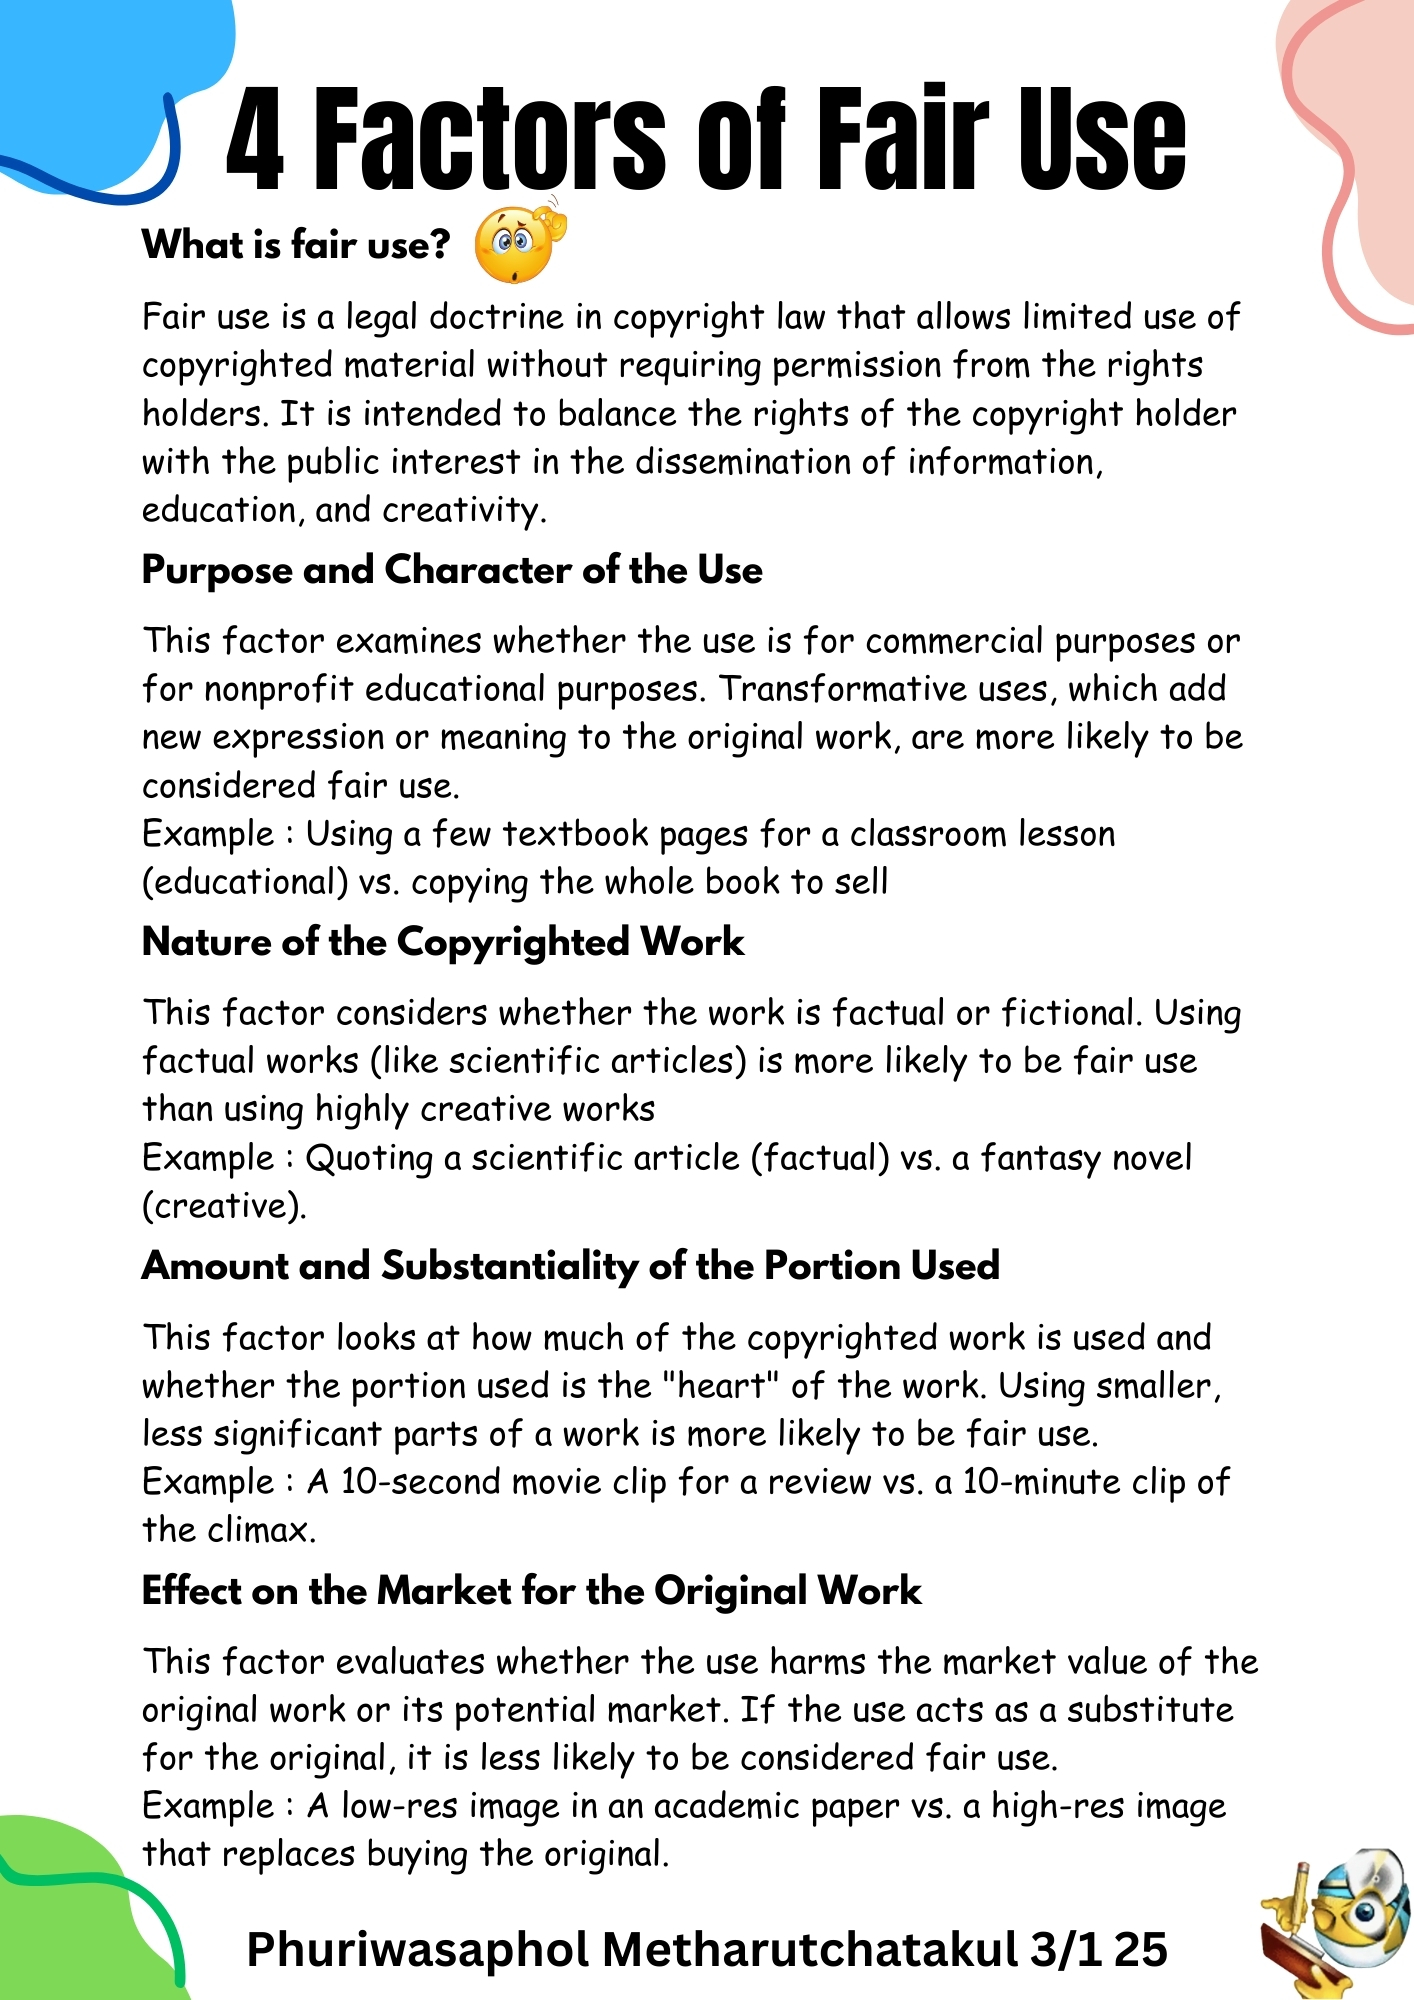 4 Factors of Fair Use
What is fair use?
Fair use is a legal doctrine in copyright law that allows limited use of
copyrighted material without requiring permission from the rights
holders. It is intended to balance the rights of the copyright holder
with the public interest in the dissemination of information,
education, and creativity.
Purpose and Character of the Use
This factor examines whether the use is for commercial purposes or
for nonprofit educational purposes. Transformative uses, which add
new expression or meaning to the original work, are more likely to be
considered fair use.
Example : Using a few textbook pages for a classroom lesson
(educational) vs. copying the whole book to sell
Nature of the Copyrighted Work
This factor considers whether the work is factual or fictional. Using
factual works (like scientific articles) is more likely to be fair use
than using highly creative works
Example : Quoting a scientific article (factual) vs. a fantasy novel
(creative).
Amount and Substantiality of the Portion Used
This factor looks at how much of the copyrighted work is used and
whether the portion used is the "heart" of the work. Using smaller,
less significant parts of a work is more likely to be fair use.
Example : A 10-second movie clip for a review vs. a 10-minute clip of
the climax.
Effect on the Market for the Original Work
This factor evaluates whether the use harms the market value of the
original work or its potential market. If the use acts as a substitute
for the original, it is less likely to be considered fair use.
Example : A low-res image in an academic paper vs. a high-res image
that replaces buying the original.
Phuriwasaphol Metharutchatakul 3/1 25